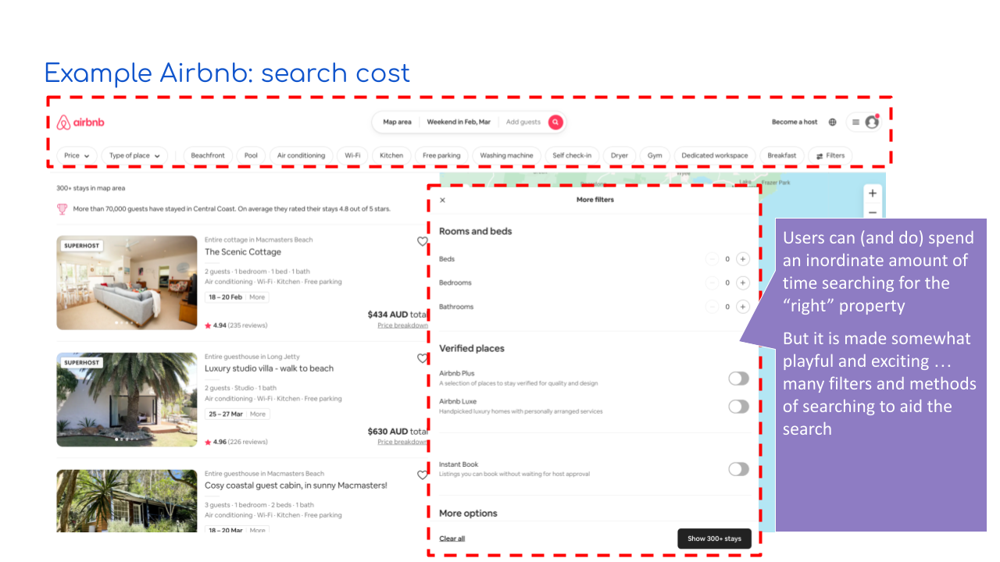 Example Airbnb: search cost
airbnb
Map area Weekend in Feb, Mar Add guests
Become a host
Price Type of place Beachfront Pool Air conditioning Wi-Fi Kitchen Free parking Washing machine Self check-in Dryer Gym Dedicated workspace Breakfast Filters
300+ stays in map area
More than 70,000 guests have stayed in Central Coast. On average they rated their stays 4.8 out of 5 stars.
SUPERHOST
Entire cottage in Macmasters Beach
The Scenic Cottage
2 guests · 1 bedroom · 1 bed · 1 bath
Air conditioning · Wi-Fi · Kitchen · Free parking
18 – 20 Feb More
$434 AUD total
4.94 (235 reviews)
Price breakdown
SUPERHOST
Entire guesthouse in Long Jetty
Luxury studio villa - walk to beach
2 guests · Studio · 1 bath
Air conditioning · Wi-Fi · Kitchen · Free parking
25 – 27 Mar More
$630 AUD total
4.96 (226 reviews)
Price breakdown
Entire guesthouse in Macmasters Beach
Cosy coastal guest cabin, in sunny Macmasters!
3 guests · 1 bedroom · 2 beds · 1 bath
Air conditioning · Wi-Fi · Kitchen · Free parking
18 – 20 Mar More
Wyee
Lake
Frazer Park
+
−
More filters
Rooms and beds
Beds − 0 +
Bedrooms − 0 +
Bathrooms − 0 +
Verified places
Airbnb Plus
A selection of places to stay verified for quality and design
Airbnb Luxe
Handpicked luxury homes with personally arranged services
Instant Book
Listings you can book without waiting for host approval
More options
Clear all
Show 300+ stays
Users can (and do) spend
an inordinate amount of
time searching for the
“right” property
But it is made somewhat
playful and exciting …
many filters and methods
of searching to aid the
search